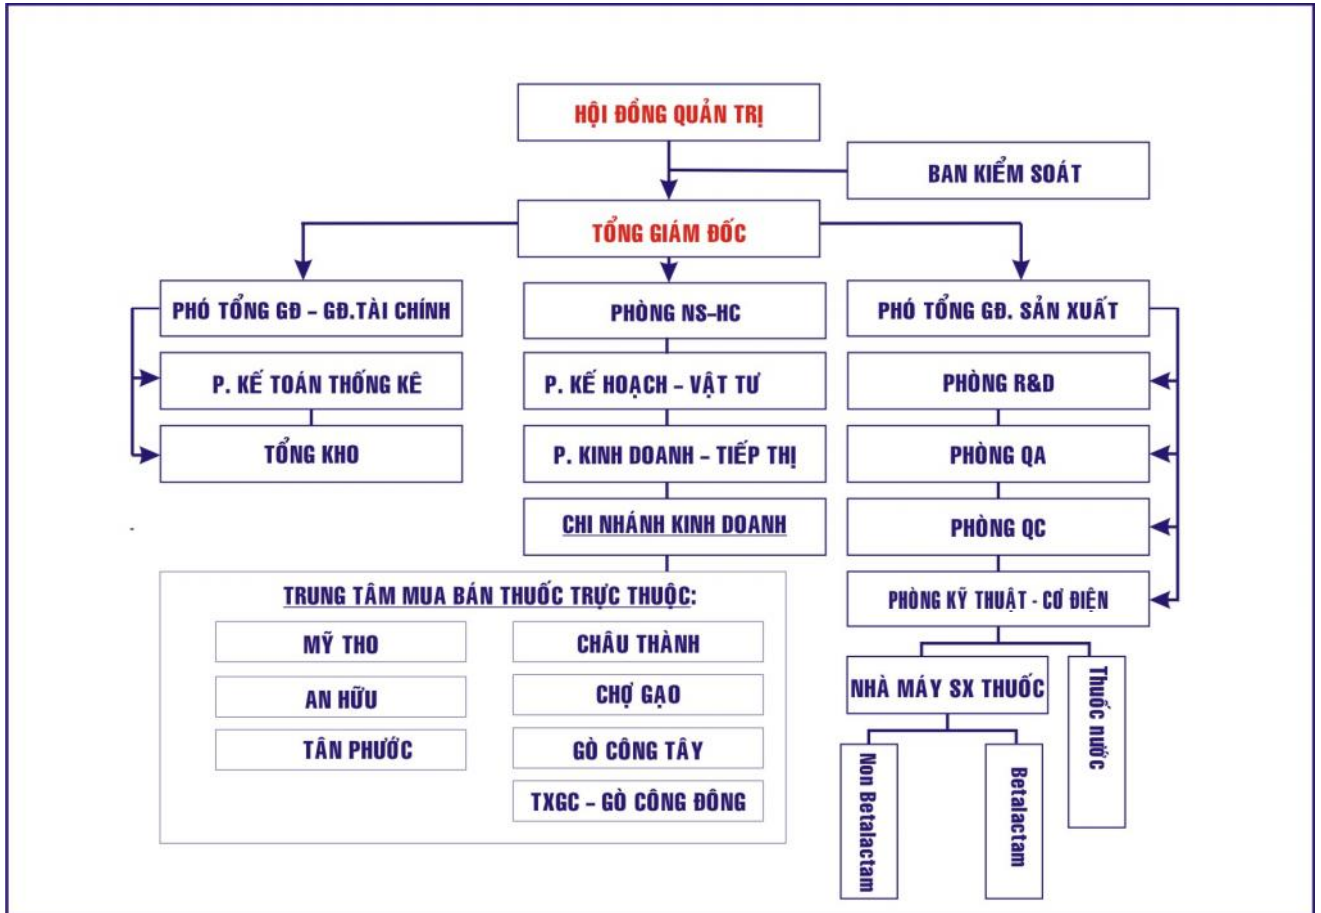 HỘI ĐỒNG QUẢN TRỊ
BAN KIỂM SOÁT
TỔNG GIÁM ĐỐC
PHÓ TỔNG GĐ – GĐ.TÀI CHÍNH
P. KẾ TOÁN THỐNG KÊ
TỔNG KHO
PHÒNG NS–HC
P. KẾ HOẠCH – VẬT TƯ
P. KINH DOANH – TIẾP THỊ
CHI NHÁNH KINH DOANH
TRUNG TÂM MUA BÁN THUỐC TRỰC THUỘC:
MỸ THO
AN HỮU
TÂN PHƯỚC
CHÂU THÀNH
CHỢ GẠO
GÒ CÔNG TÂY
TXGC – GÒ CÔNG ĐÔNG
PHÓ TỔNG GĐ. SẢN XUẤT
PHÒNG R&D
PHÒNG QA
PHÒNG QC
PHÒNG KỸ THUẬT - CƠ ĐIỆN
NHÀ MÁY SX THUỐC
Thuốc nước
Non Betalactam
Betalactam